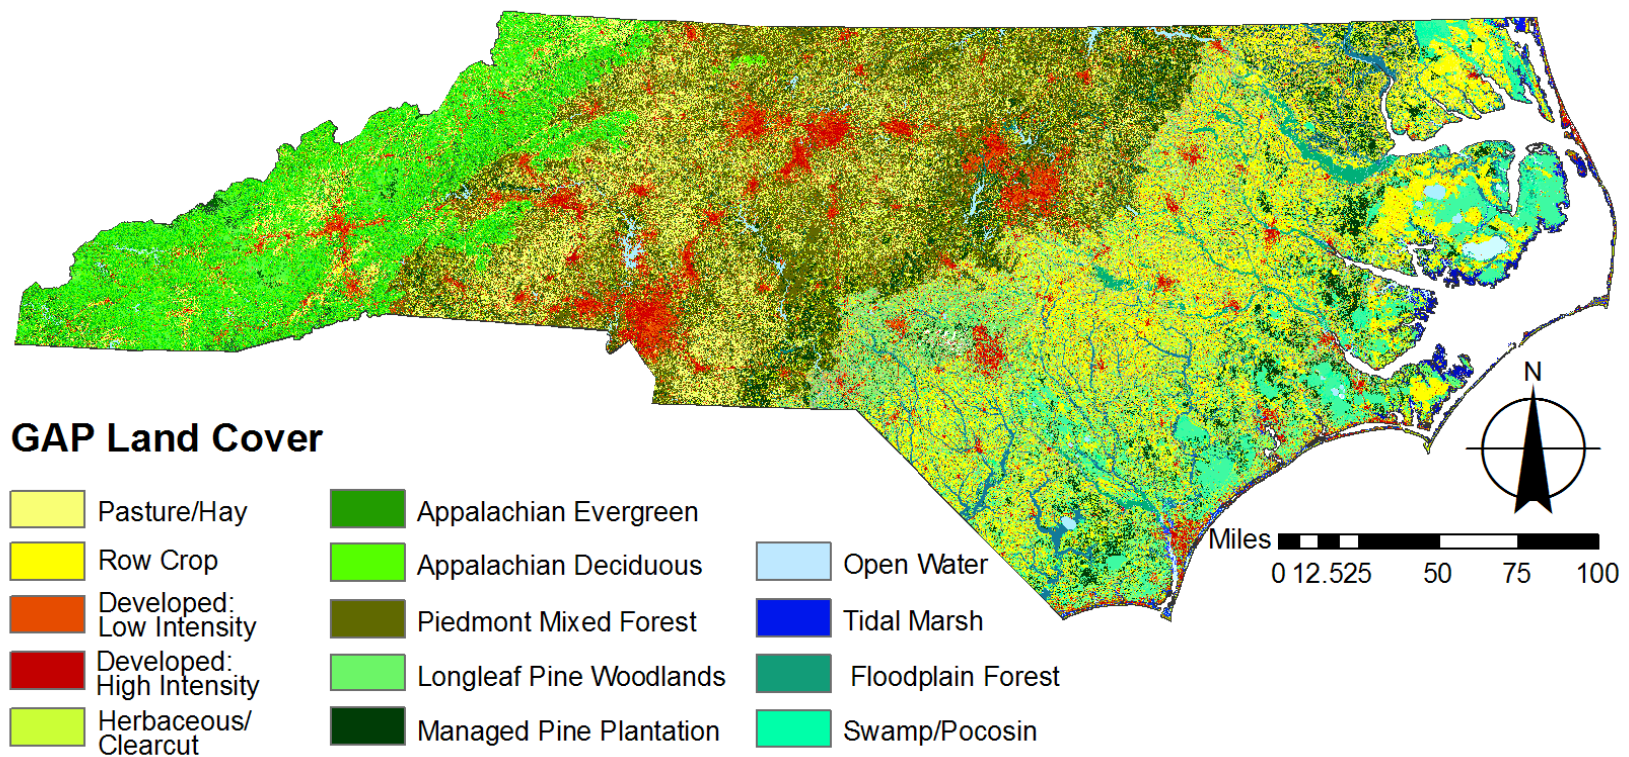 GAP Land Cover
Pasture/Hay
Row Crop
Developed:
Low Intensity
Developed:
High Intensity
Herbaceous/
Clearcut
Appalachian Evergreen
Appalachian Deciduous
Piedmont Mixed Forest
Longleaf Pine Woodlands
Managed Pine Plantation
Open Water
Tidal Marsh
Floodplain Forest
Swamp/Pocosin
N
Miles
0 12.525 50 75 100